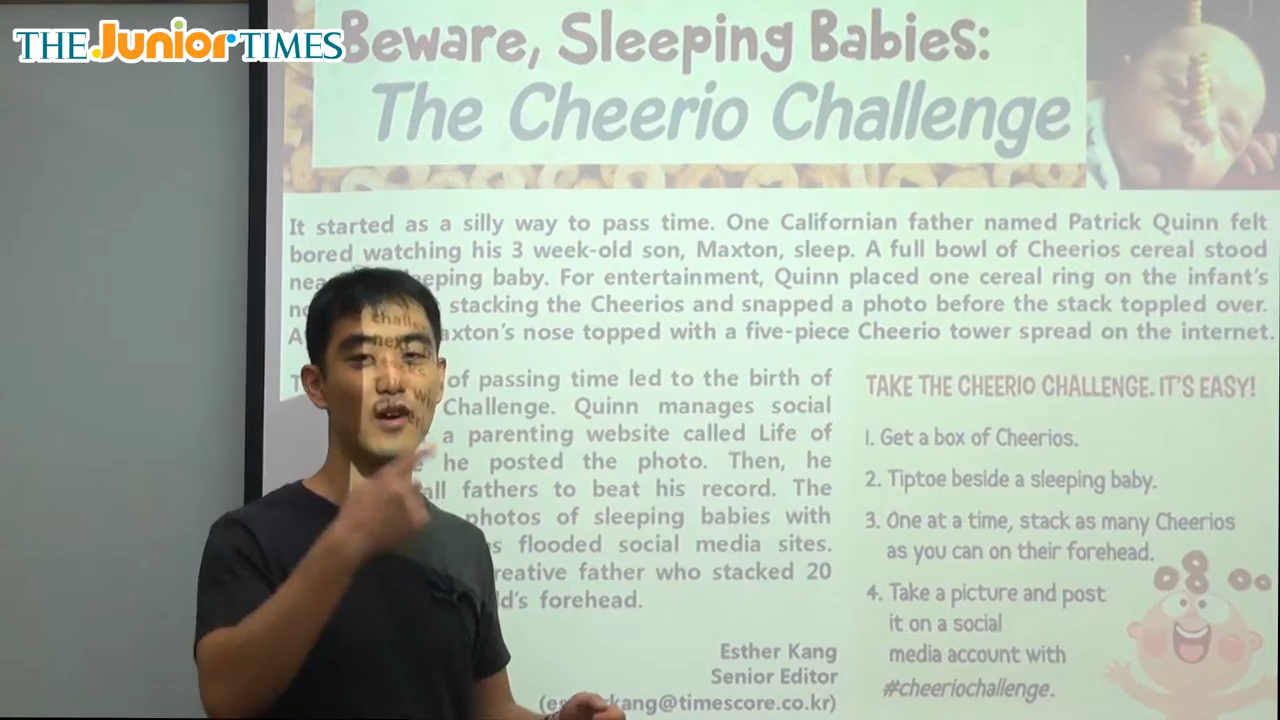 THE Junior TIMES
Beware, Sleeping Babies:
The Cheerio Challenge
It started as a silly way to pass time. One Californian father named Patrick Quinn felt
bored watching his 3 week-old son, Maxton, sleep. A full bowl of Cheerios cereal stood
baby. For entertainment, Quinn placed one cereal ring on the infant's
stacking the Cheerios and snapped a photo before the stack toppled over.
nose topped with a five-piece Cheerio tower spread on the internet.
of passing time led to the birth of
Challenge. Quinn manages social
a parenting website called Life of
he posted the photo. Then, he
fathers to beat his record. The
photos of sleeping babies with
flooded social media sites.
father who stacked 20
forehead.
Esther Kang
Senior Editor
TAKE THE CHEERIO CHALLENGE. IT'S EASY!
1. Get a box of Cheerios.
2. Tiptoe beside a sleeping baby.
3. One at a time, stack as many Cheerios
as you can on their forehead.
4. Take a picture and post
it on a social
media account with
#cheeriochallenge.